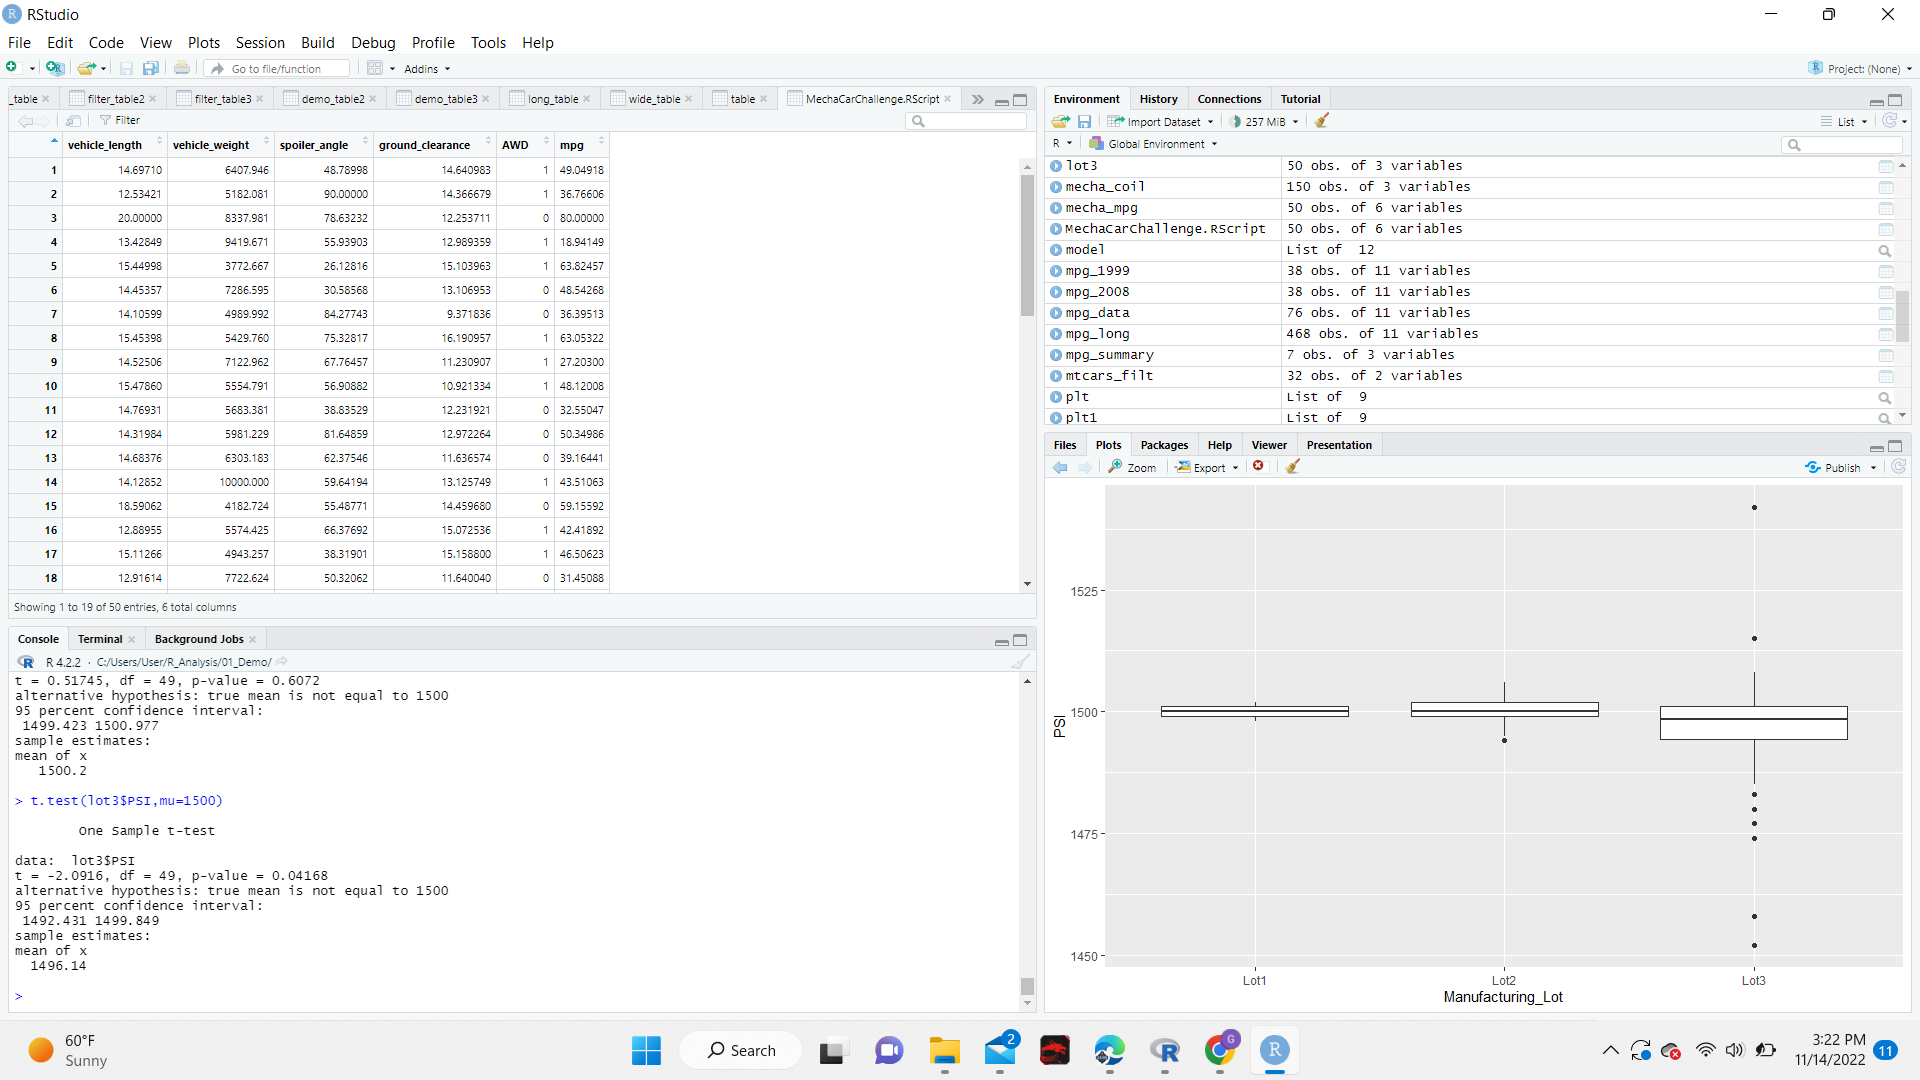 RStudio
File Edit Code View Plots Session Build Debug Profile Tools Help
Go to file/function Addins Project: (None)
_table filter_table2 filter_table3 demo_table2 demo_table3 long_table wide_table table MechaCarChallenge.RScript
Filter
vehicle_length vehicle_weight spoiler_angle ground_clearance AWD mpg
1 14.69710 6407.946 48.78998 14.640983 1 49.04918
2 12.53421 5182.081 90.00000 14.366679 1 36.76606
3 20.00000 8337.981 78.63232 12.253711 0 80.00000
4 13.42849 9419.671 55.93903 12.989359 1 18.94149
5 15.44998 3772.667 26.12816 15.103963 1 63.82457
6 14.45357 7286.595 30.58568 13.106953 0 48.54268
7 14.10599 4989.992 84.27743 9.371836 0 36.39513
8 15.45398 5429.760 75.32817 16.190957 1 63.05322
9 14.52506 7122.962 67.76457 11.230907 1 27.20300
10 15.47860 5554.791 56.90882 10.921334 1 48.12008
11 14.76931 5683.381 38.83529 12.231921 0 32.55047
12 14.31984 5981.229 81.64859 12.972264 0 50.34986
13 14.68376 6303.183 62.37546 11.636574 0 39.16441
14 14.12852 10000.000 59.64194 13.125749 1 43.51063
15 18.59062 4182.724 55.48771 14.459680 0 59.15592
16 12.88955 5574.425 66.37692 15.072536 1 42.41892
17 15.11266 4943.257 38.31901 15.158800 1 46.50623
18 12.91614 7722.624 50.32062 11.640040 0 31.45088
Showing 1 to 19 of 50 entries, 6 total columns
Console Terminal Background Jobs
R 4.2.2 · C:/Users/User/R_Analysis/01_Demo/
t = 0.51745, df = 49, p-value = 0.6072
alternative hypothesis: true mean is not equal to 1500
95 percent confidence interval:
1499.423 1500.977
sample estimates:
mean of x
1500.2
> t.test(lot3$PSI,mu=1500)
One Sample t-test
data: lot3$PSI
t = -2.0916, df = 49, p-value = 0.04168
alternative hypothesis: true mean is not equal to 1500
95 percent confidence interval:
1492.431 1499.849
sample estimates:
mean of x
1496.14
>
Environment History Connections Tutorial
Import Dataset 257 MiB List
R Global Environment
lot3 50 obs. of 3 variables
mecha_coil 150 obs. of 3 variables
mecha_mpg 50 obs. of 6 variables
MechaCarChallenge.RScript 50 obs. of 6 variables
model List of 12
mpg_1999 38 obs. of 11 variables
mpg_2008 38 obs. of 11 variables
mpg_data 76 obs. of 11 variables
mpg_long 468 obs. of 11 variables
mpg_summary 7 obs. of 3 variables
mtcars_filt 32 obs. of 2 variables
plt List of 9
plt1 List of 9
Files Plots Packages Help Viewer Presentation
Zoom Export Publish
1525
1500
1475
1450
PSI
Lot1 Lot2 Lot3
Manufacturing_Lot
60°F
Sunny
Search
2
G
3:22 PM
11/14/2022
11